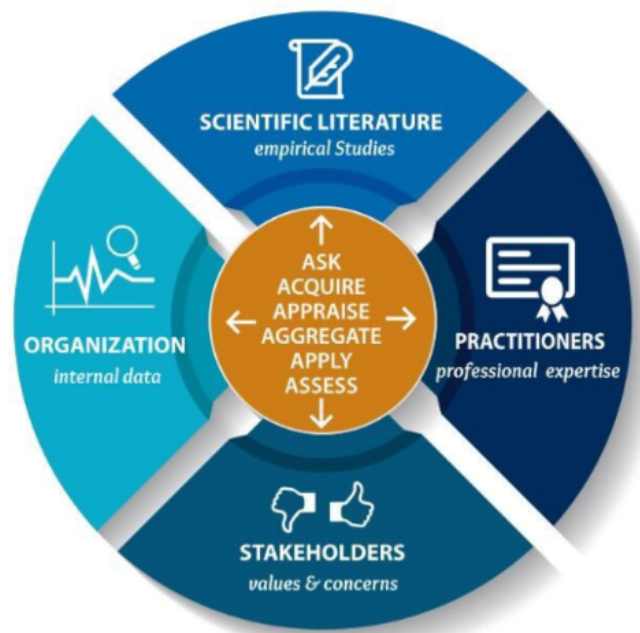 SCIENTIFIC LITERATURE
empirical Studies
ORGANIZATION
internal data
ASK
ACQUIRE
APPRAISE
AGGREGATE
APPLY
ASSESS
PRACTITIONERS
professional expertise
STAKEHOLDERS
values & concerns